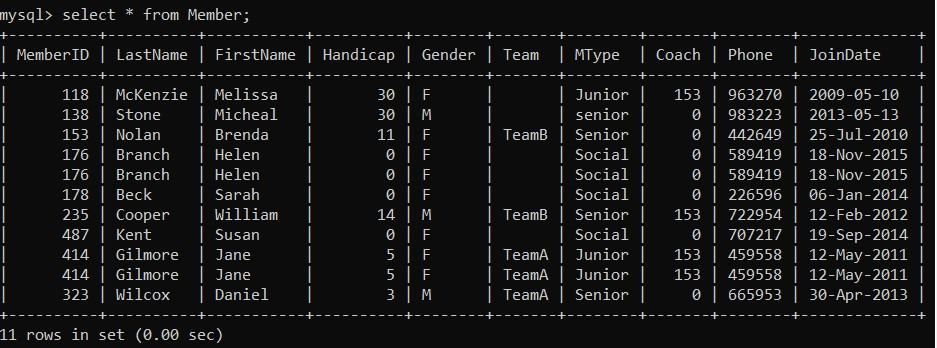 mysql> select * from Member;
+----------+----------+-----------+----------+--------+-------+--------+-------+--------+-------------+
| MemberID | LastName | FirstName | Handicap | Gender | Team  | MType  | Coach | Phone  | JoinDate    |
+----------+----------+-----------+----------+--------+-------+--------+-------+--------+-------------+
|      118 | McKenzie | Melissa   |       30 | F      |       | Junior |   153 | 963270 | 2009-05-10  |
|      138 | Stone    | Micheal   |       30 | M      |       | senior |     0 | 983223 | 2013-05-13  |
|      153 | Nolan    | Brenda    |       11 | F      | TeamB | Senior |     0 | 442649 | 25-Jul-2010 |
|      176 | Branch   | Helen     |        0 | F      |       | Social |     0 | 589419 | 18-Nov-2015 |
|      176 | Branch   | Helen     |        0 | F      |       | Social |     0 | 589419 | 18-Nov-2015 |
|      178 | Beck     | Sarah     |        0 | F      |       | Social |     0 | 226596 | 06-Jan-2014 |
|      235 | Cooper   | William   |       14 | M      | TeamB | Senior |   153 | 722954 | 12-Feb-2012 |
|      487 | Kent     | Susan     |        0 | F      |       | Social |     0 | 707217 | 19-Sep-2014 |
|      414 | Gilmore  | Jane      |        5 | F      | TeamA | Junior |   153 | 459558 | 12-May-2011 |
|      414 | Gilmore  | Jane      |        5 | F      | TeamA | Junior |   153 | 459558 | 12-May-2011 |
|      323 | Wilcox   | Daniel    |        3 | M      | TeamA | Senior |     0 | 665953 | 30-Apr-2013 |
+----------+----------+-----------+----------+--------+-------+--------+-------+--------+-------------+
11 rows in set (0.00 sec)